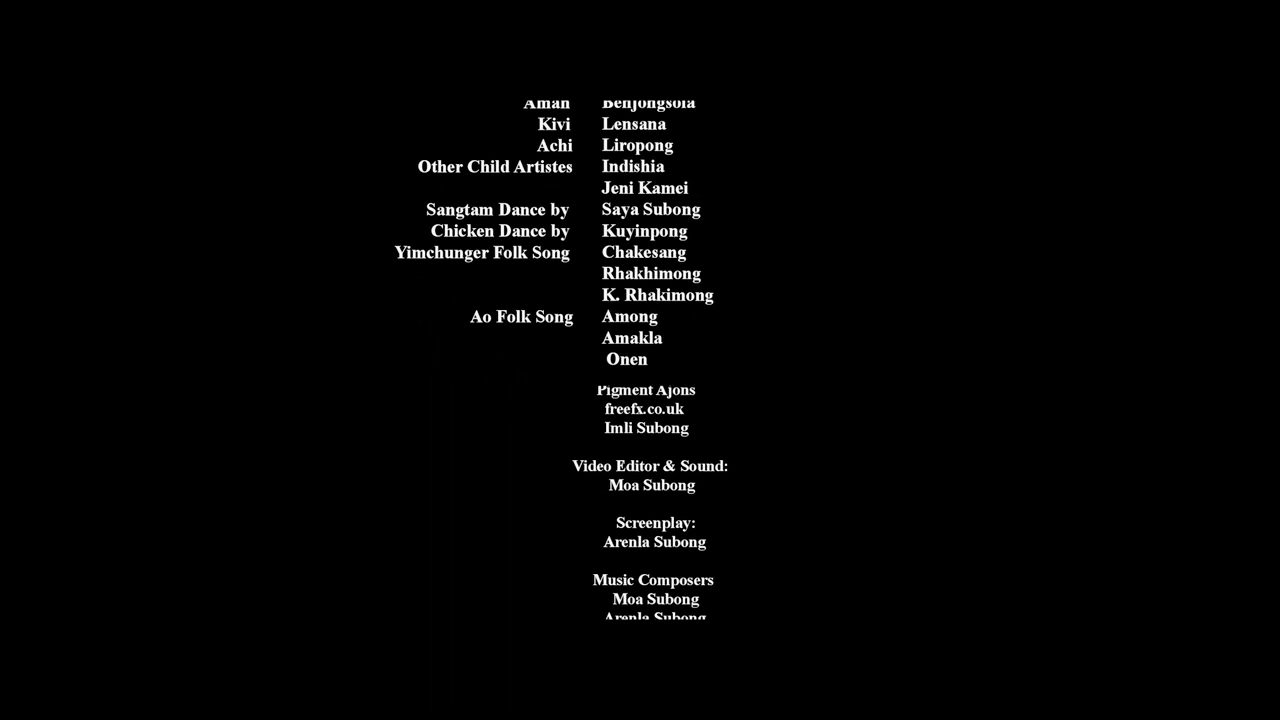 Aman Benjongsola
Kivi Lensana
Achi Liropong
Other Child Artistes Indishia
Jeni Kamei
Sangtam Dance by Saya Subong
Chicken Dance by Kuyinpong
Yimchunger Folk Song Chakesang
Rhakhimong
K. Rhakimong
Ao Folk Song Among
Amakla
Onen
Pigment Ajons
freefx.co.uk
Imli Subong
Video Editor & Sound:
Moa Subong
Screenplay:
Arenla Subong
Music Composers
Moa Subong
Arenla Subong